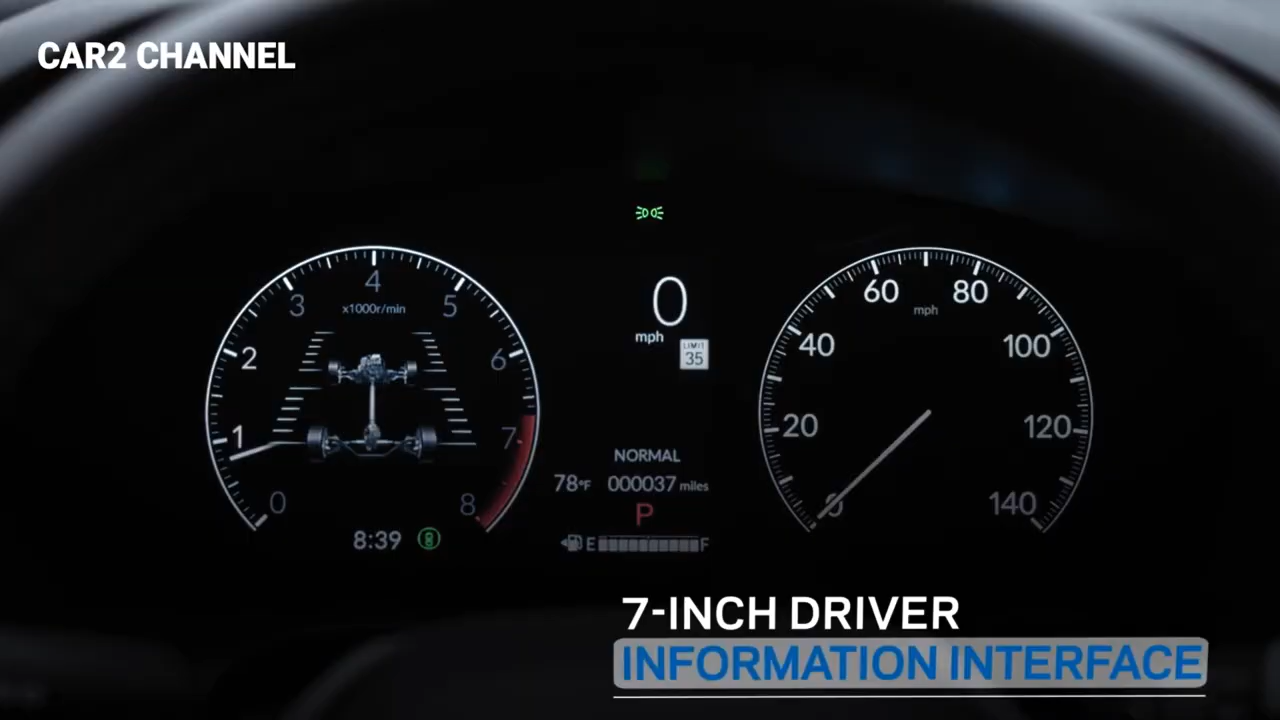 CAR2 CHANNEL
0
mph
LIMIT
35
4
3
5
x1000r/min
2
6
1
7
0
8
8:39
60
80
mph
40
100
20
120
0
140
NORMAL
78°F 000037 miles
P
E F
7-INCH DRIVER
INFORMATION INTERFACE